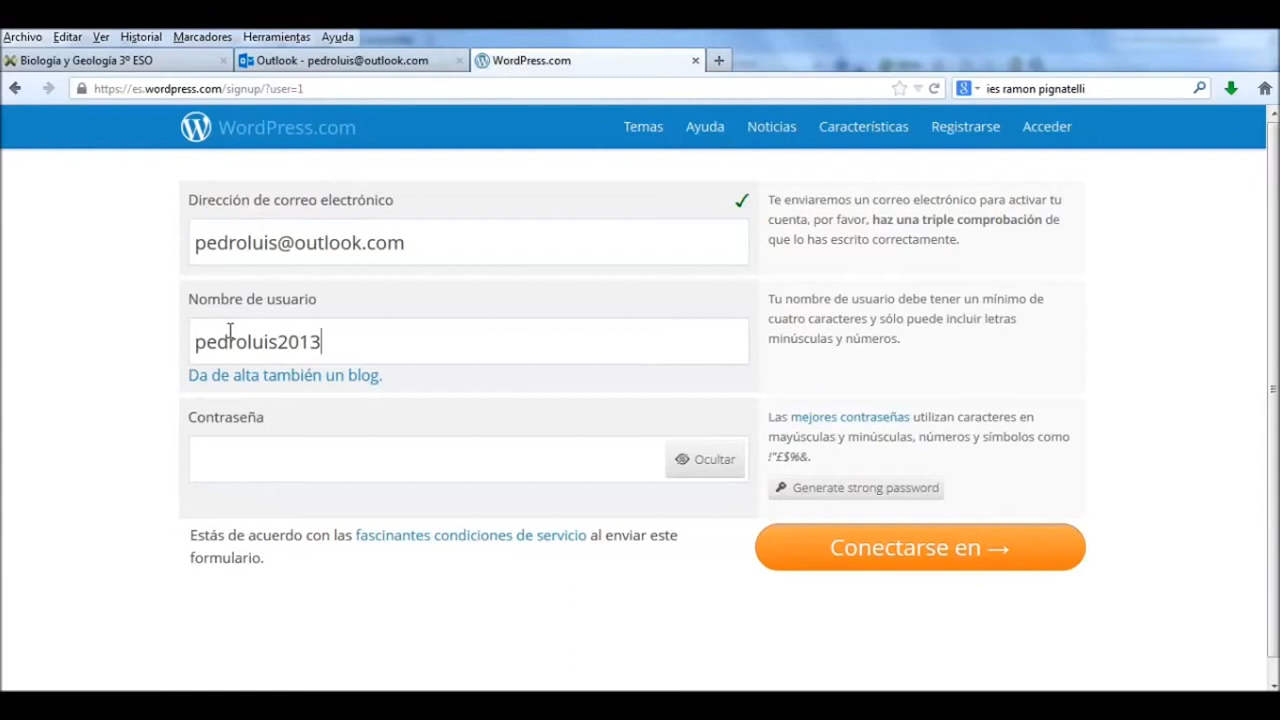 Archivo Editar Ver Historial Marcadores Herramientas Ayuda
Biología y Geología 3º ESO
Outlook - pedroluis@outlook.com
WordPress.com
https://es.wordpress.com/signup/?user=1
ies ramon pignatelli
WordPress.com
Temas Ayuda Noticias Características Registrarse Acceder
Dirección de correo electrónico
pedroluis@outlook.com
Te enviaremos un correo electrónico para activar tu
cuenta, por favor, haz una triple comprobación de
que lo has escrito correctamente.
Nombre de usuario
pedroluis2013
Da de alta también un blog.
Tu nombre de usuario debe tener un mínimo de
cuatro caracteres y sólo puede incluir letras
minúsculas y números.
Contraseña
Ocultar
Las mejores contraseñas utilizan caracteres en
mayúsculas y minúsculas, números y símbolos como
!"£$%&.
Generate strong password
Estás de acuerdo con las fascinantes condiciones de servicio al enviar este
formulario.
Conectarse en →